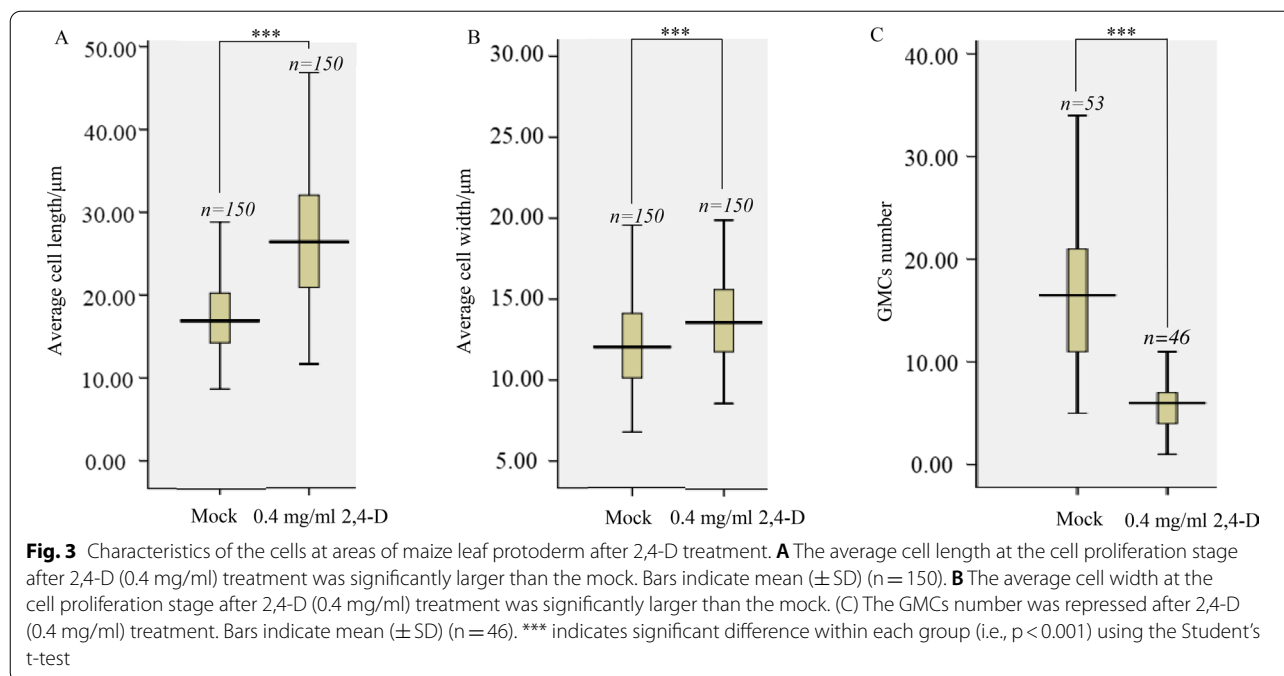 A
***
50.00
n=150
40.00
30.00
n=150
20.00
10.00
0.00
Average cell length/μm
Mock 0.4 mg/ml 2,4-D
B
***
30.00
25.00
n=150 n=150
20.00
15.00
10.00
5.00
Average cell width/μm
Mock 0.4 mg/ml 2,4-D
C
***
40.00
n=53
30.00
20.00
n=46
10.00
0.00
GMCs number
Mock 0.4 mg/ml 2,4-D
Fig. 3 Characteristics of the cells at areas of maize leaf protoderm after 2,4-D treatment. A The average cell length at the cell proliferation stage
after 2,4-D (0.4 mg/ml) treatment was significantly larger than the mock. Bars indicate mean (± SD) (n = 150). B The average cell width at the
cell proliferation stage after 2,4-D (0.4 mg/ml) treatment was significantly larger than the mock. (C) The GMCs number was repressed after 2,4-D
(0.4 mg/ml) treatment. Bars indicate mean (± SD) (n = 46). *** indicates significant difference within each group (i.e., p < 0.001) using the Student's
t-test